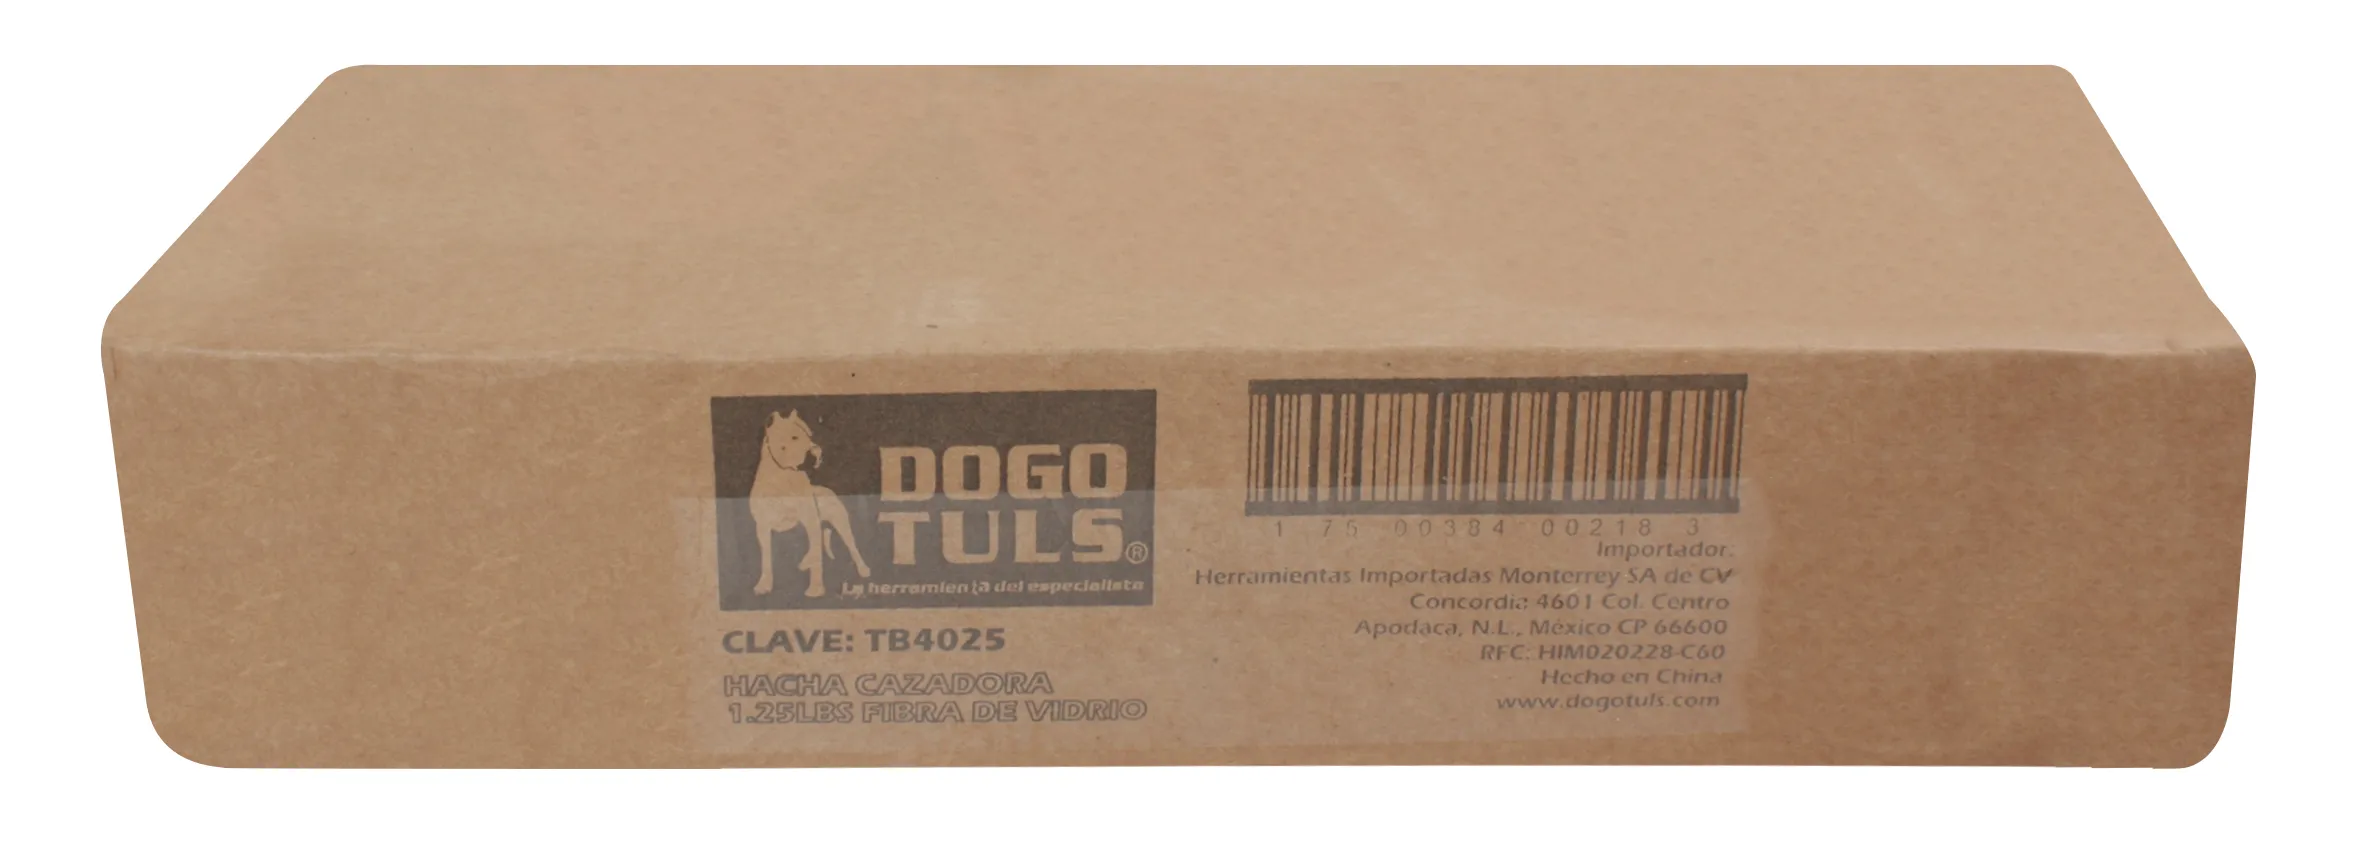 DOGO
TULS®
La herramienta del especialista
CLAVE: TB4025
HACHA CAZADORA
1.25LBS FIBRA DE VIDRIO
1 75 00384 00218 3
Importador:
Herramientas Importadas Monterrey SA de CV
Concordia 4601 Col. Centro
Apodaca, N.L., México CP 66600
RFC: HIM020228-C60
Hecho en China
www.dogotuls.com